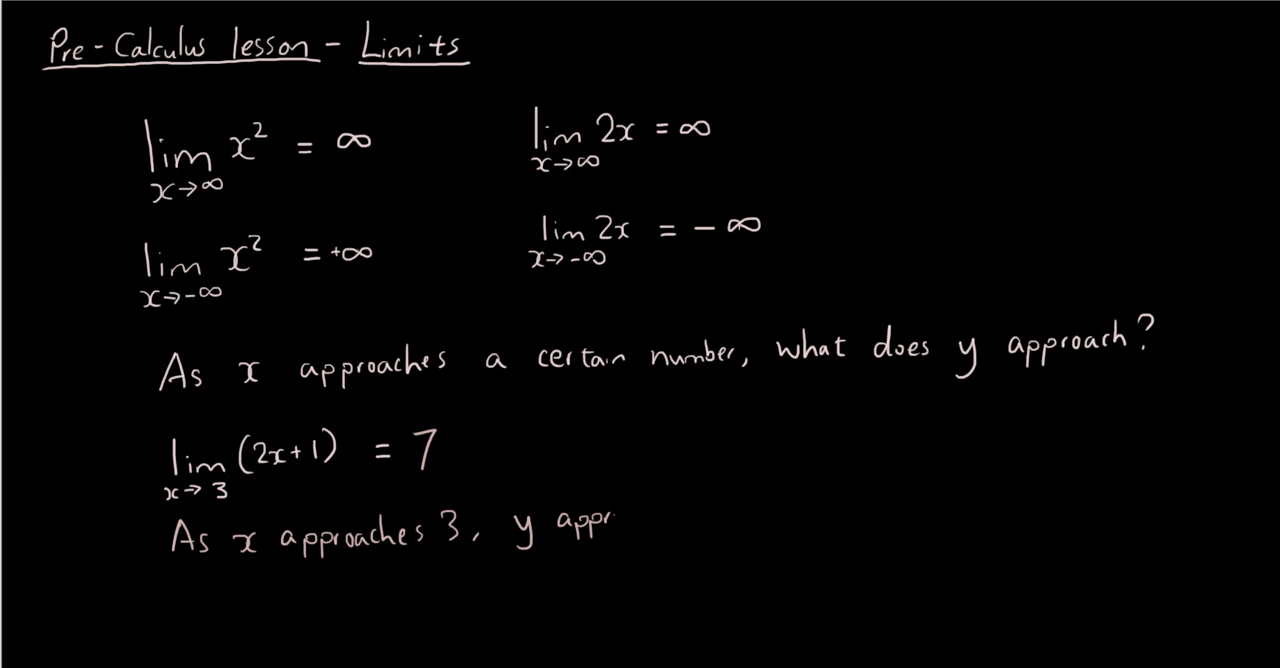 Pre-Calculus lesson - Limits
lim x² = ∞
x→∞
lim 2x = ∞
x→∞
lim x² = +∞
x→-∞
lim 2x = - ∞
x→-∞
As x approaches a certain number, what does y approach?
lim (2x+1) = 7
x→3
As x approaches 3, y appr